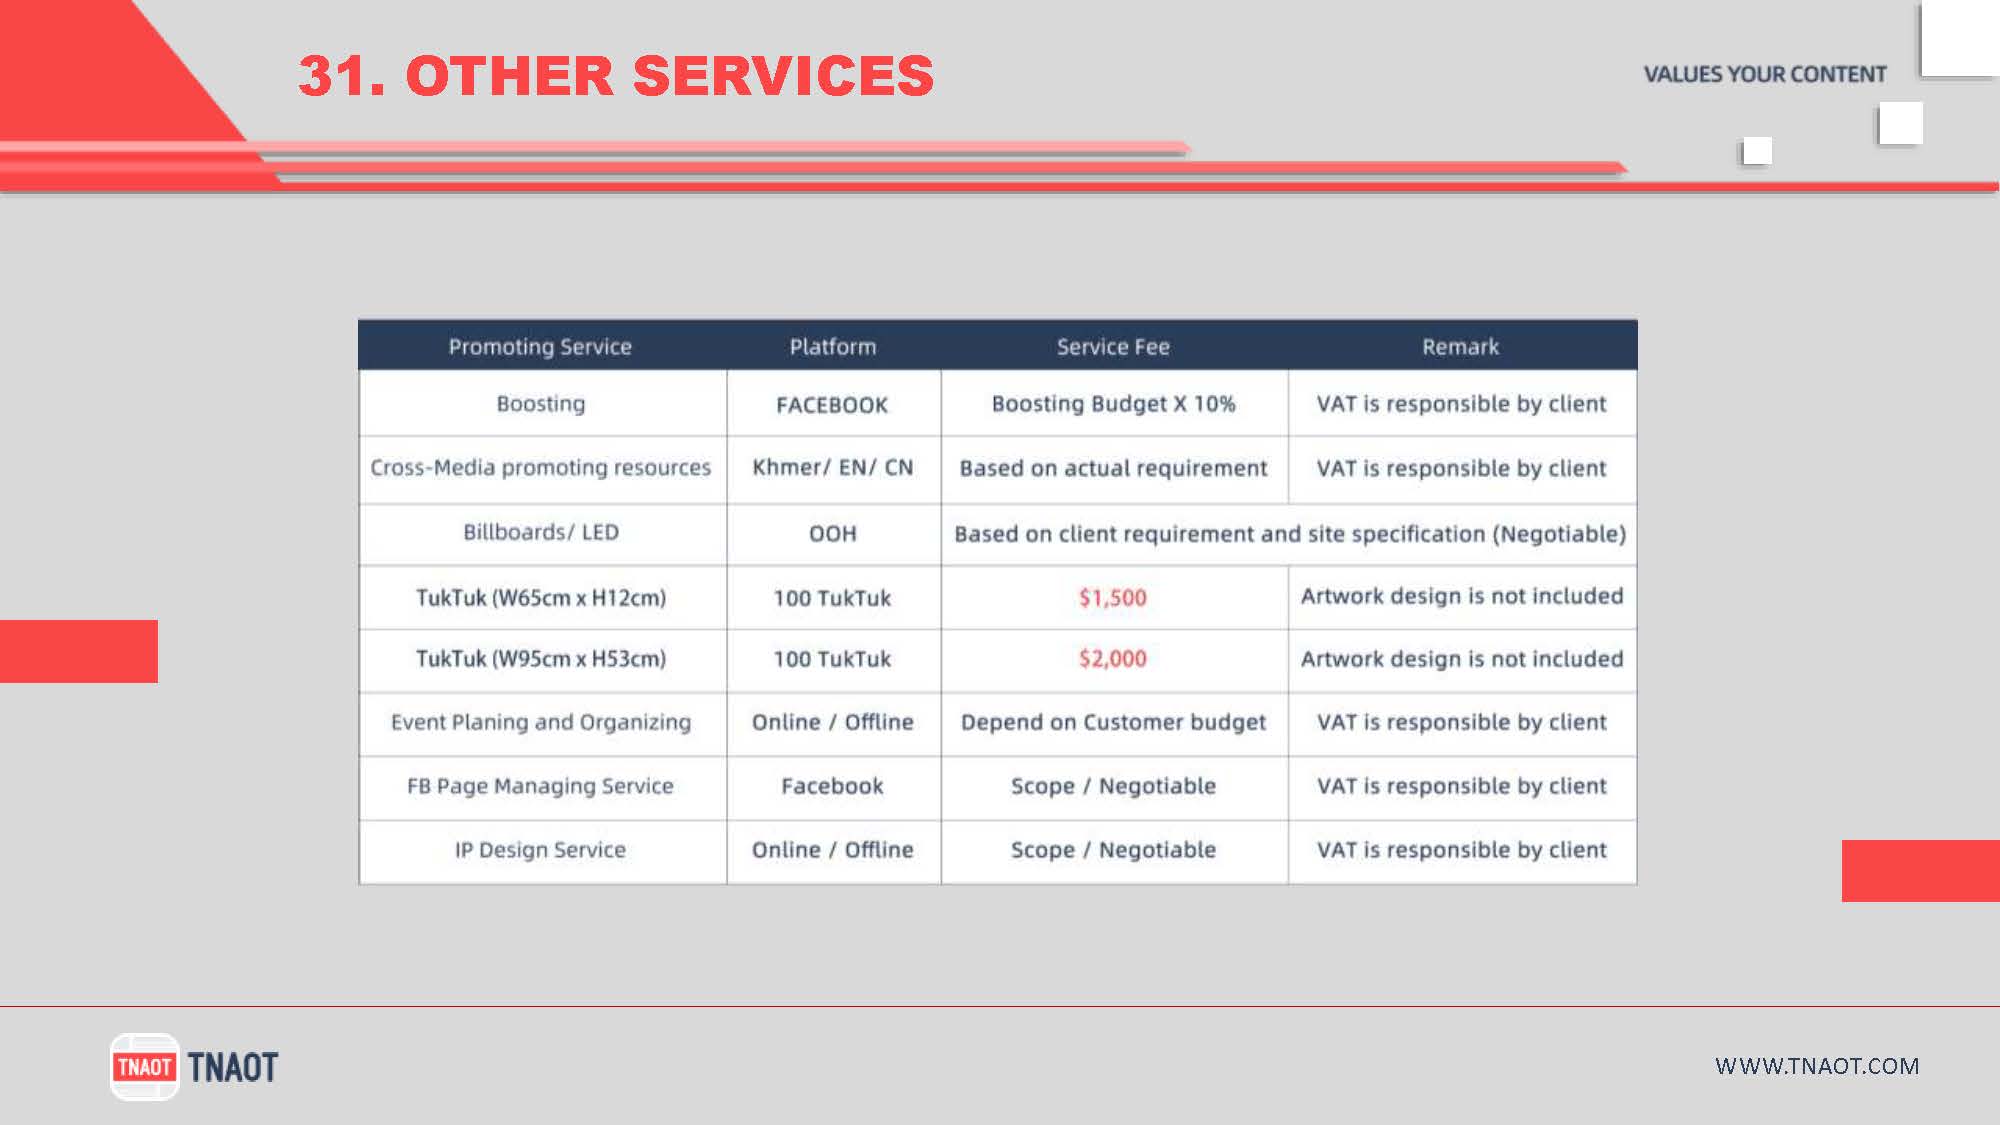 31. OTHER SERVICES
VALUES YOUR CONTENT
Promoting Service Platform Service Fee Remark
Boosting FACEBOOK Boosting Budget X 10% VAT is responsible by client
Cross-Media promoting resources Khmer/ EN/ CN Based on actual requirement VAT is responsible by client
Billboards/ LED OOH Based on client requirement and site specification (Negotiable)
TukTuk (W65cm x H12cm) 100 TukTuk $1,500 Artwork design is not included
TukTuk (W95cm x H53cm) 100 TukTuk $2,000 Artwork design is not included
Event Planing and Organizing Online / Offline Depend on Customer budget VAT is responsible by client
FB Page Managing Service Facebook Scope / Negotiable VAT is responsible by client
IP Design Service Online / Offline Scope / Negotiable VAT is responsible by client
TNAOT TNAOT
WWW.TNAOT.COM